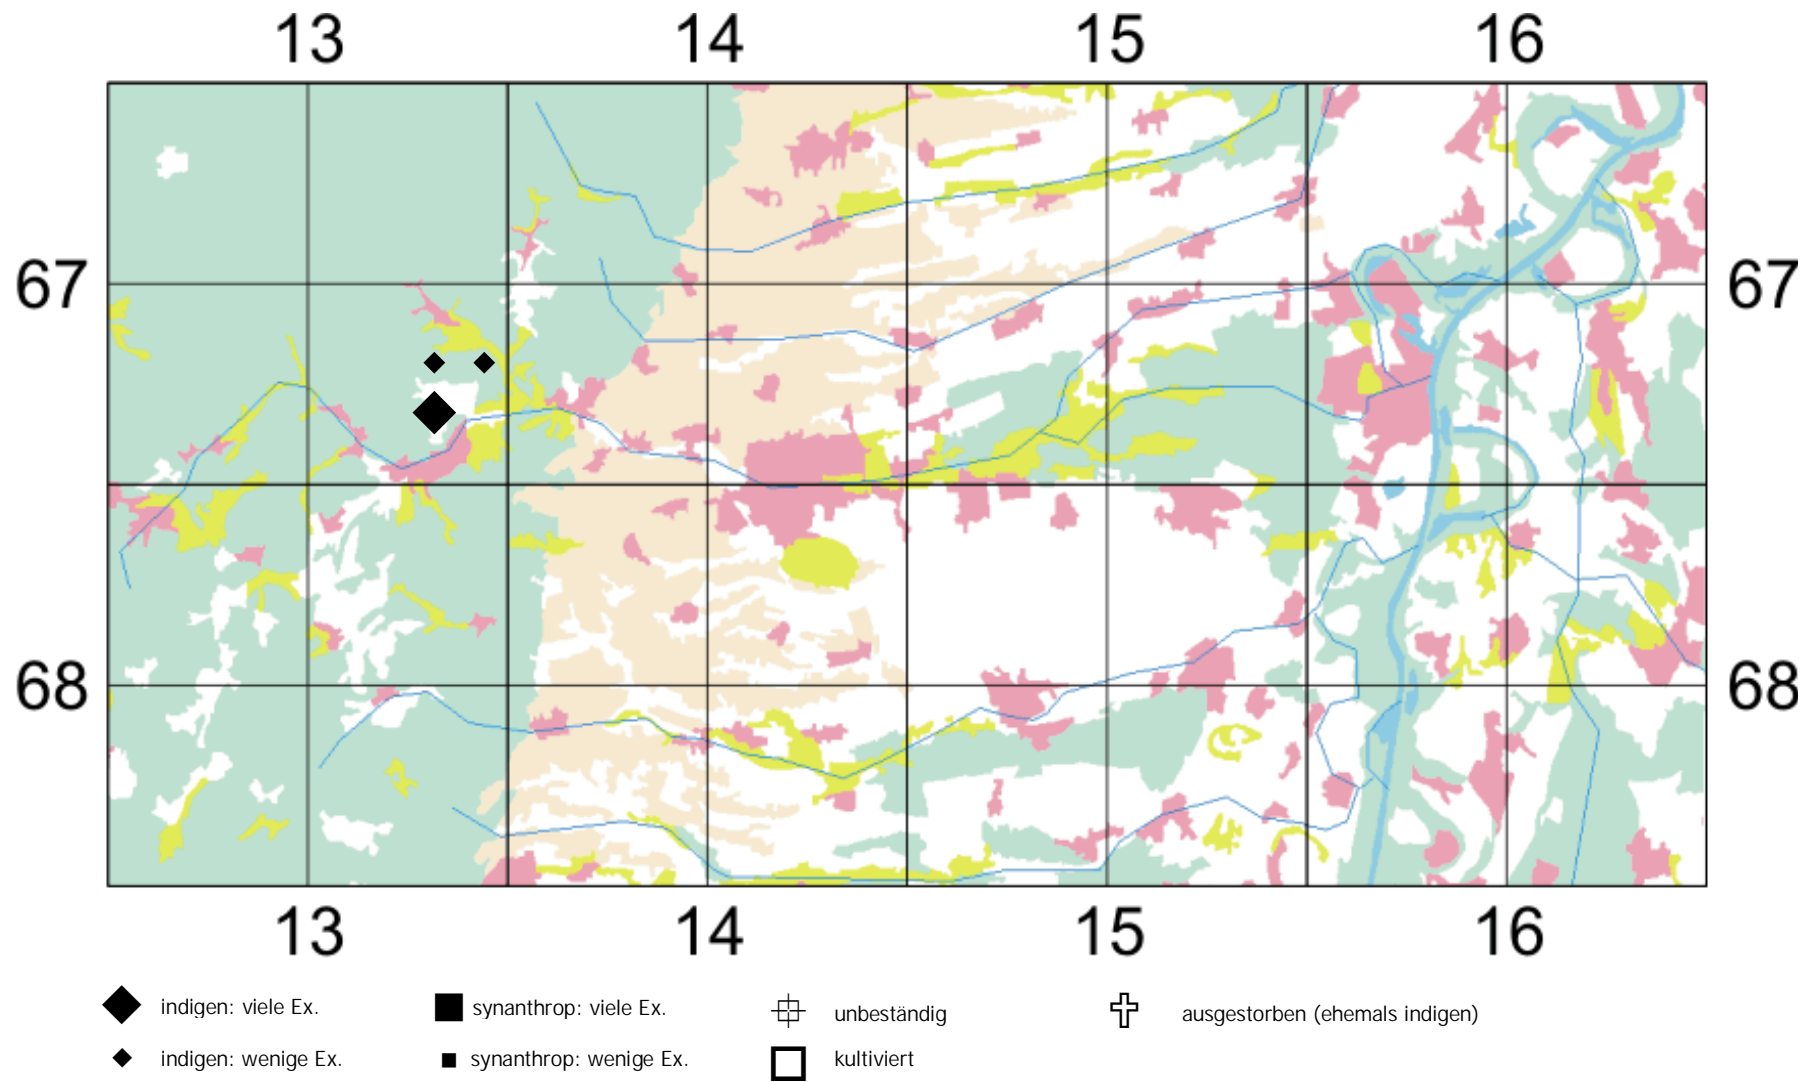 13 14 15 16
67 67
68 68
13 14 15 16
indigen: viele Ex. synanthrop: viele Ex. unbeständig ausgestorben (ehemals indigen)
indigen: wenige Ex. synanthrop: wenige Ex. kultiviert